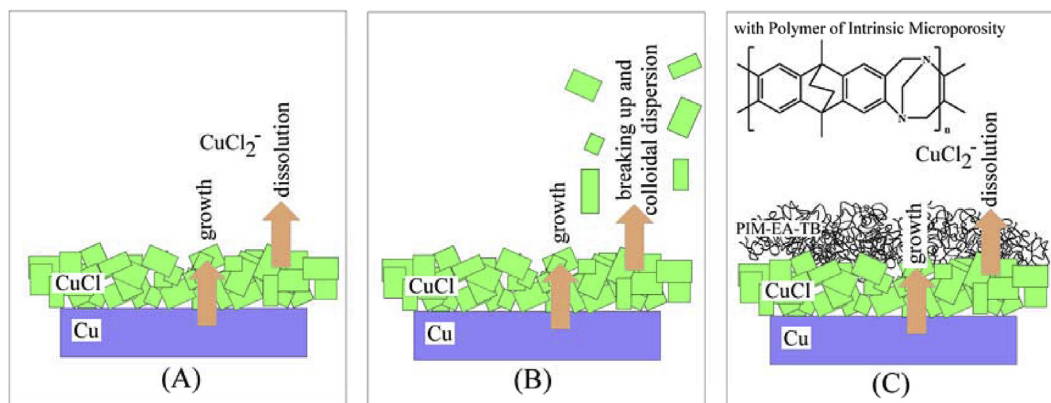 CuCl₂⁻
growth
dissolution
CuCl
Cu
(A)
breaking up and
colloidal dispersion
growth
CuCl
Cu
(B)
with Polymer of Intrinsic Microporosity
N
N
n
CuCl₂⁻
dissolution
PIM-EA-TB
growth
CuCl
Cu
(C)